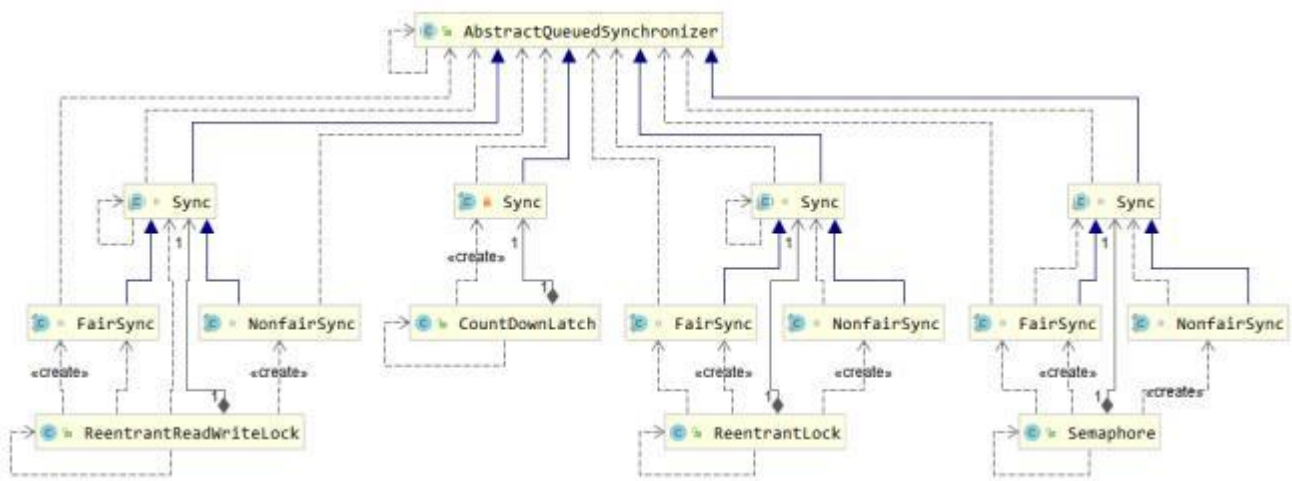 AbstractQueuedSynchronizer
Sync Sync Sync Sync
1 1 1 1
«create»
FairSync NonfairSync CountDownLatch FairSync NonfairSync FairSync NonfairSync
1
«create» «create» «create» «create» «create» «create»
1 1 1
ReentrantReadWriteLock ReentrantLock Semaphore